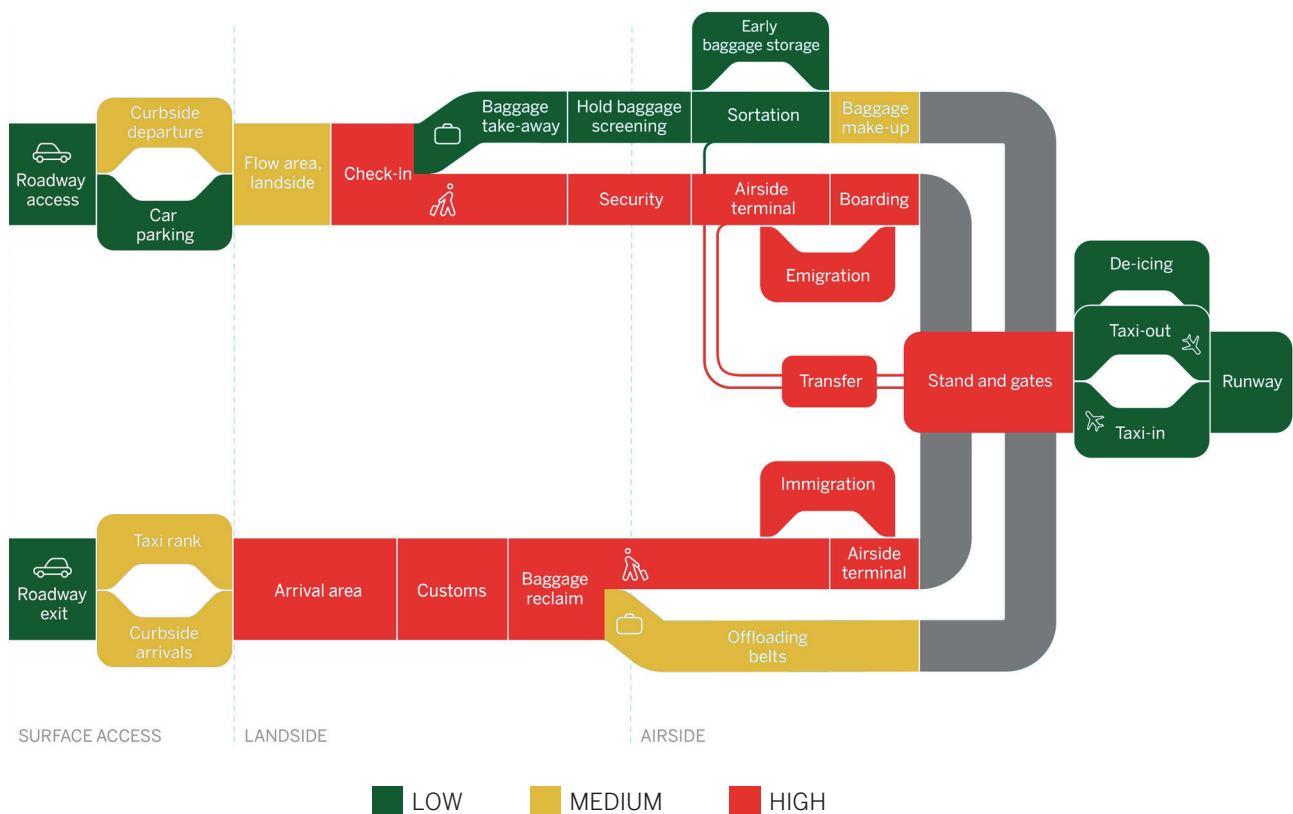 Early
baggage storage
Curbside
departure
Baggage
take-away
Hold baggage
screening
Sortation
Baggage
make-up
Roadway
access
Flow area,
landside
Check-in
Car
parking
Security
Airside
terminal
Boarding
Emigration
De-icing
Taxi-out
Transfer
Stand and gates
Runway
Taxi-in
Immigration
Taxi rank
Roadway
exit
Curbside
arrivals
Arrival area
Customs
Baggage
reclaim
Airside
terminal
Offloading
belts
SURFACE ACCESS
LANDSIDE
AIRSIDE
LOW
MEDIUM
HIGH